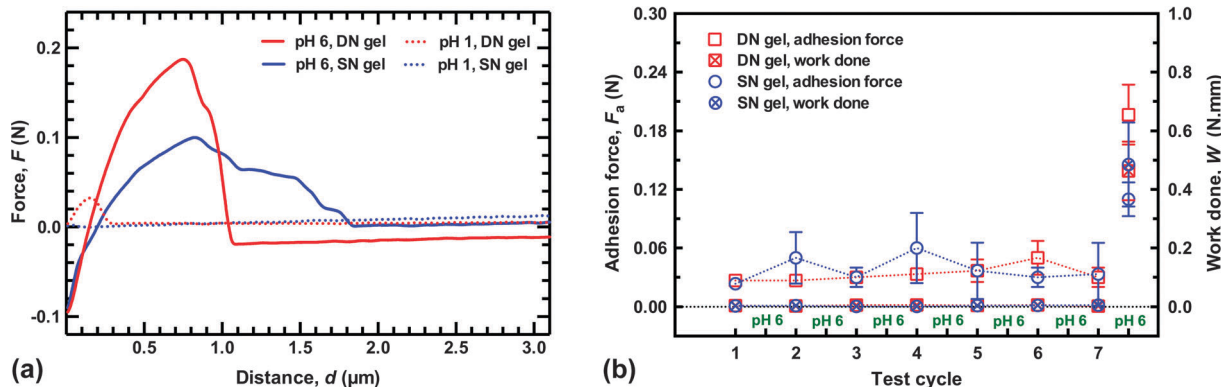 0.2
0.1
0.0
-0.1
Force, F (N)
pH 6, DN gel
pH 1, DN gel
pH 6, SN gel
pH 1, SN gel
0.5 1.0 1.5 2.0 2.5 3.0
Distance, d (µm)
(a)
0.30
0.24
0.18
0.12
0.06
0.00
Adhesion force, Fa (N)
DN gel, adhesion force
DN gel, work done
SN gel, adhesion force
SN gel, work done
1.0
0.8
0.6
0.4
0.2
0.0
Work done, W (N.mm)
pH 6 pH 6 pH 6 pH 6 pH 6 pH 6 pH 6
1 2 3 4 5 6 7
Test cycle
(b)